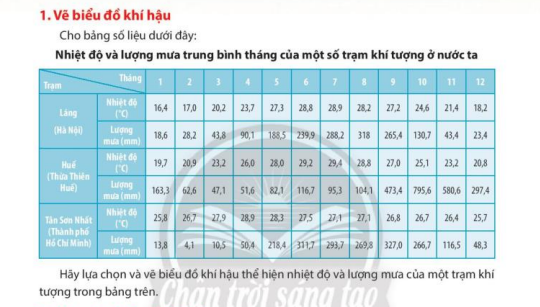 1. Vẽ biểu đồ khí hậu
Cho bảng số liệu dưới đây:
Nhiệt độ và lượng mưa trung bình tháng của một số trạm khí tượng ở nước ta
Tháng
Trạm 1 2 3 4 5 6 7 8 9 10 11 12
Láng (Hà Nội)
Nhiệt độ (°C) 16,4 17,0 20,2 23,7 27,3 28,8 28,9 28,2 27,2 24,6 21,4 18,2
Lượng mưa (mm) 18,6 28,2 43,8 90,1 188,5 239,9 288,2 318 265,4 130,7 43,4 23,4
Huế (Thừa Thiên Huế)
Nhiệt độ (°C) 19,7 20,9 23,2 26,0 28,0 29,2 29,4 28,8 27,0 25,1 23,2 20,8
Lượng mưa (mm) 163,3 62,6 47,1 51,6 82,1 116,7 95,3 104,1 473,4 795,6 580,6 297,4
Tân Sơn Nhất (Thành phố Hồ Chí Minh)
Nhiệt độ (°C) 25,8 26,7 27,9 28,9 28,3 27,5 27,1 27,1 26,8 26,7 26,4 25,7
Lượng mưa (mm) 13,8 4,1 10,5 50,4 218,4 311,7 293,7 269,8 327,0 266,7 116,5 48,3
Hãy lựa chọn và vẽ biểu đồ khí hậu thể hiện nhiệt độ và lượng mưa của một trạm khí
tượng trong bảng trên.
Chân trời sáng tạo